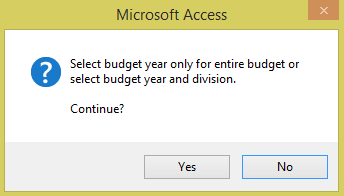 Microsoft Access
Select budget year only for entire budget or
select budget year and division.
Continue?
Yes
No